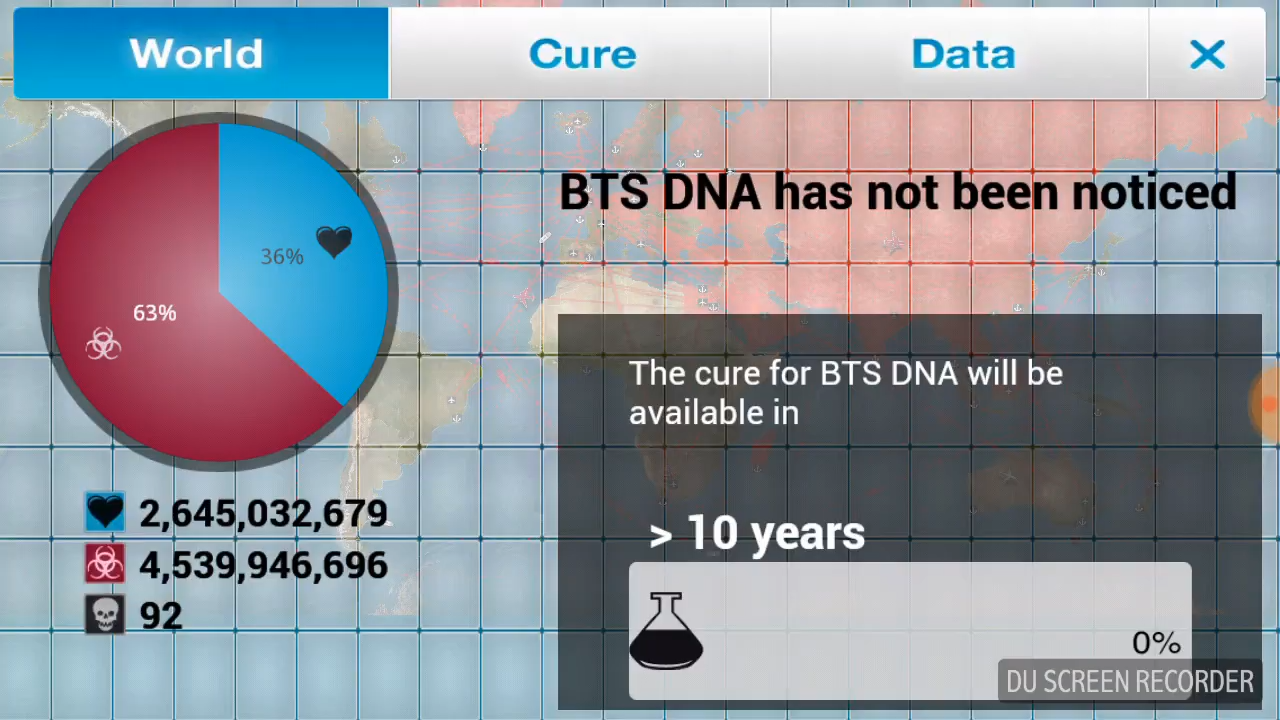 World
Cure
Data
X
36%
63%
BTS DNA has not been noticed
The cure for BTS DNA will be
available in
> 10 years
2,645,032,679
4,539,946,696
92
0%
DU SCREEN RECORDER